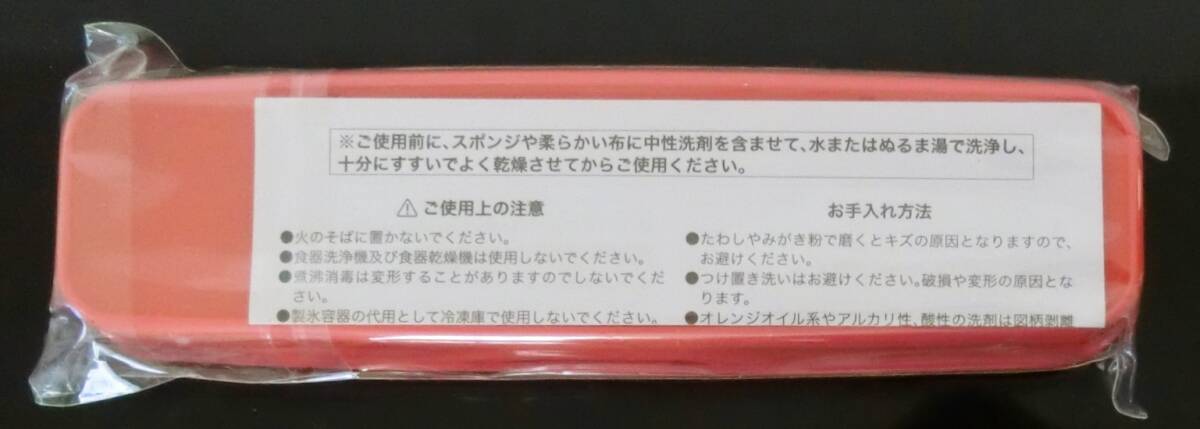 ※ご使用前に、スポンジや柔らかい布に中性洗剤を含ませて、水またはぬるま湯で洗浄し、
十分にすすいでよく乾燥させてからご使用ください。
⚠ ご使用上の注意
●火のそばに置かないでください。
●食器洗浄機及び食器乾燥機は使用しないでください。
●煮沸消毒は変形することがありますのでしないでくだ
さい。
●製氷容器の代用として冷凍庫で使用しないでください。
お手入れ方法
●たわしやみがき粉で磨くとキズの原因となりますので、
お避けください。
●つけ置き洗いはお避けください。破損や変形の原因とな
ります。
●オレンジオイル系やアルカリ性、酸性の洗剤は図柄剥離